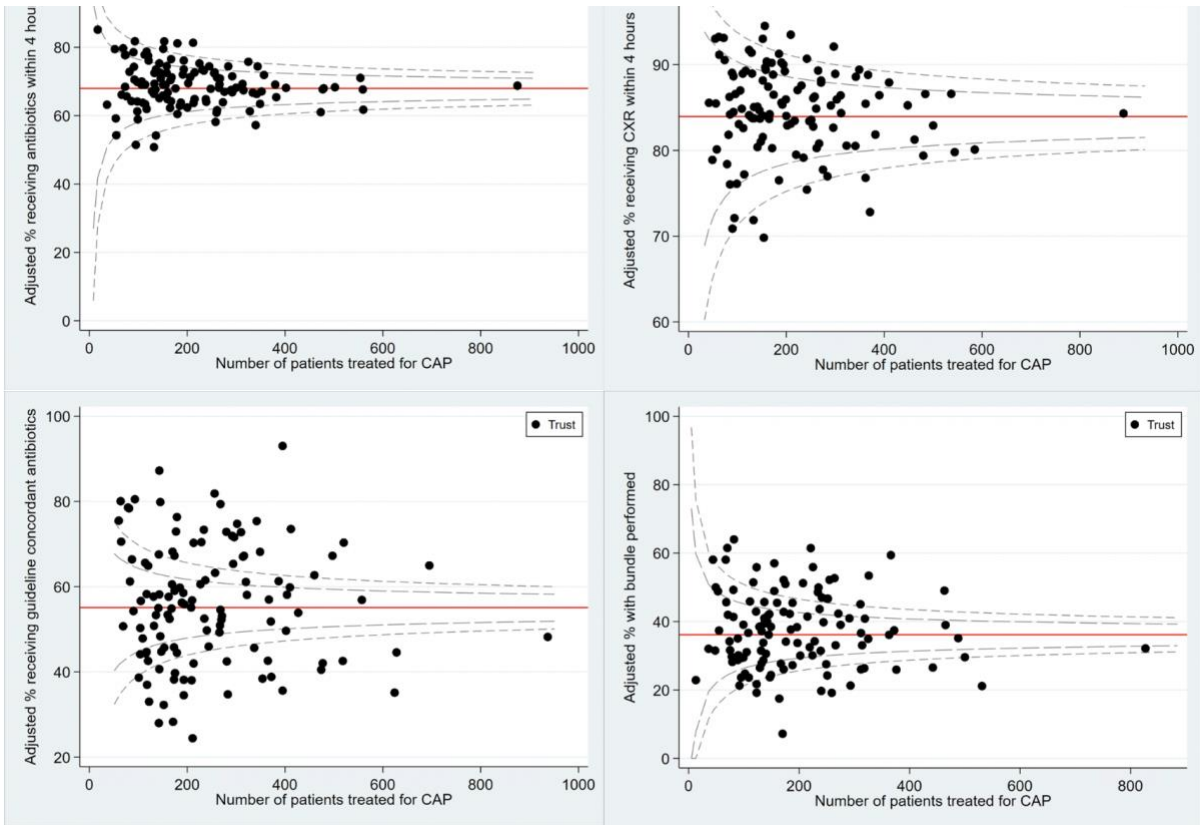 Adjusted % receiving antibiotics within 4 hours
80
60
40
20
0
0 200 400 600 800 1000
Number of patients treated for CAP
Adjusted % receiving CXR within 4 hours
90
80
70
60
0 200 400 600 800 1000
Number of patients treated for CAP
Adjusted % receiving guideline concordant antibiotics
100
80
60
40
20
Trust
0 200 400 600 800 1000
Number of patients treated for CAP
Adjusted % with bundle performed
100
80
60
40
20
0
Trust
0 200 400 600 800
Number of patients treated for CAP